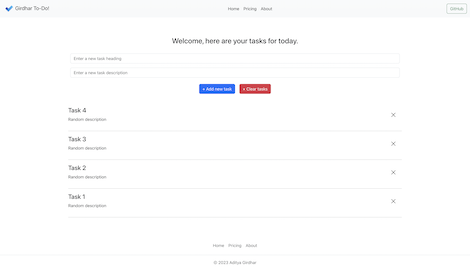 Girdhar To-Do!
Home Pricing About
GitHub
Welcome, here are your tasks for today.
Enter a new task heading
Enter a new task description
+ Add new task x Clear tasks
Task 4
Random description
Task 3
Random description
Task 2
Random description
Task 1
Random description
Home Pricing About
© 2023 Aditya Girdhar